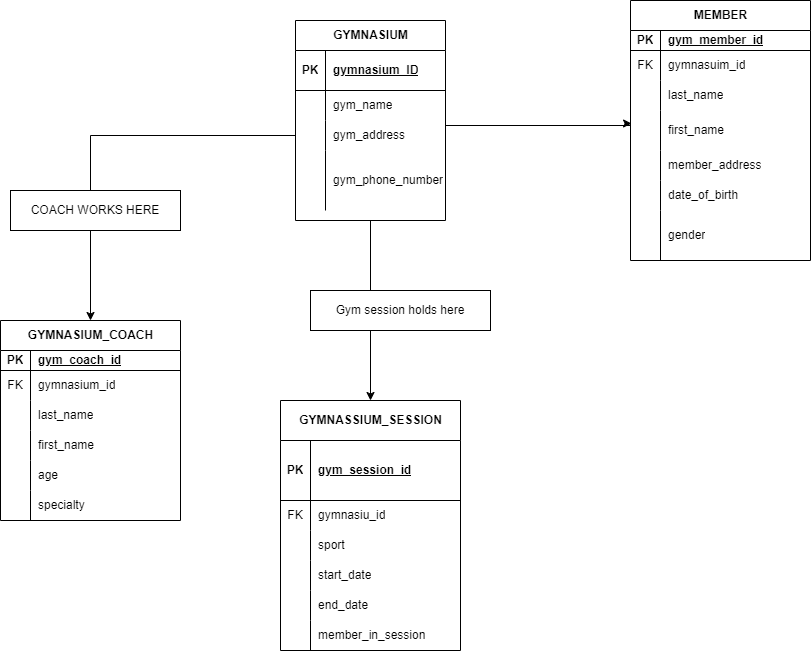 GYMNASIUM
PK gymnasium_ID
gym_name
gym_address
gym_phone_number
MEMBER
PK gym_member_id
FK gymnasuim_id
last_name
first_name
member_address
date_of_birth
gender
COACH WORKS HERE
Gym session holds here
GYMNASIUM_COACH
PK gym_coach_id
FK gymnasium_id
last_name
first_name
age
specialty
GYMNASSIUM_SESSION
PK gym_session_id
FK gymnasiu_id
sport
start_date
end_date
member_in_session